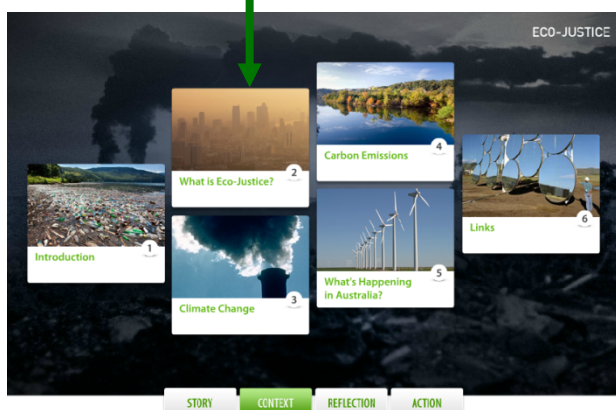 ECO-JUSTICE
1
Introduction
2
What is Eco-Justice?
3
Climate Change
4
Carbon Emissions
5
What's Happening
in Australia?
6
Links
STORY
CONTEXT
REFLECTION
ACTION